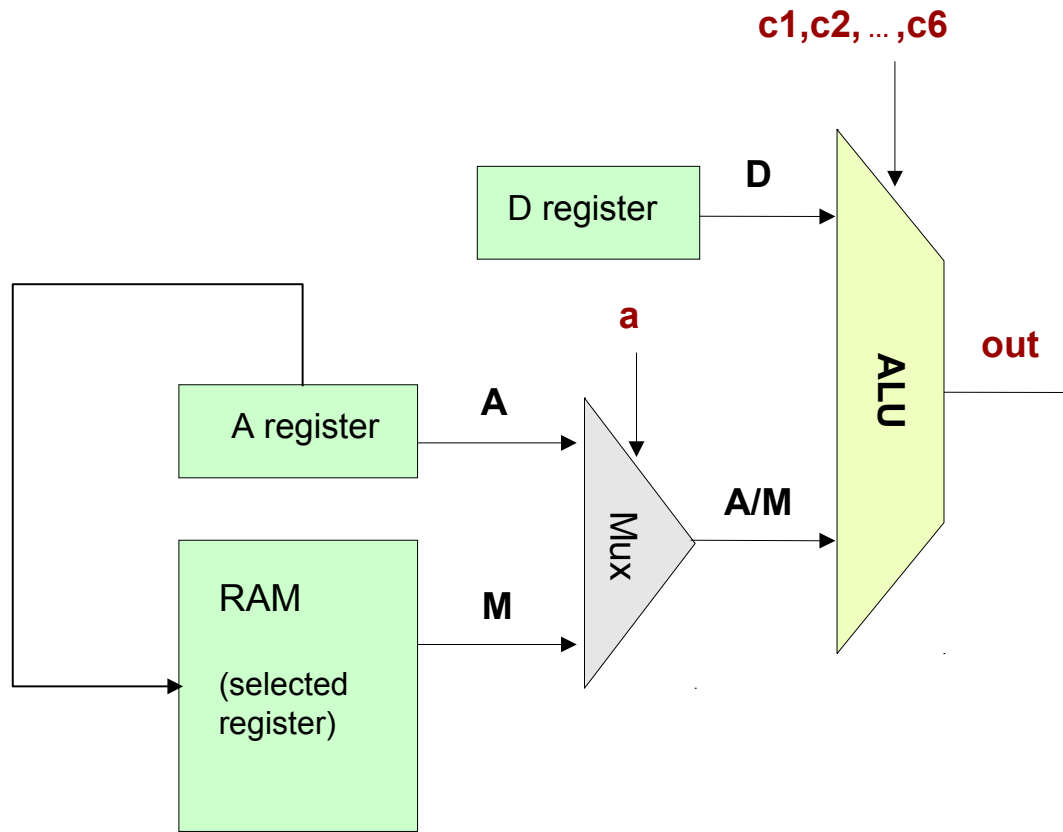 c1,c2, ... ,c6
D register
D
a
out
ALU
A register
A
Mux
A/M
RAM
M
(selected
register)